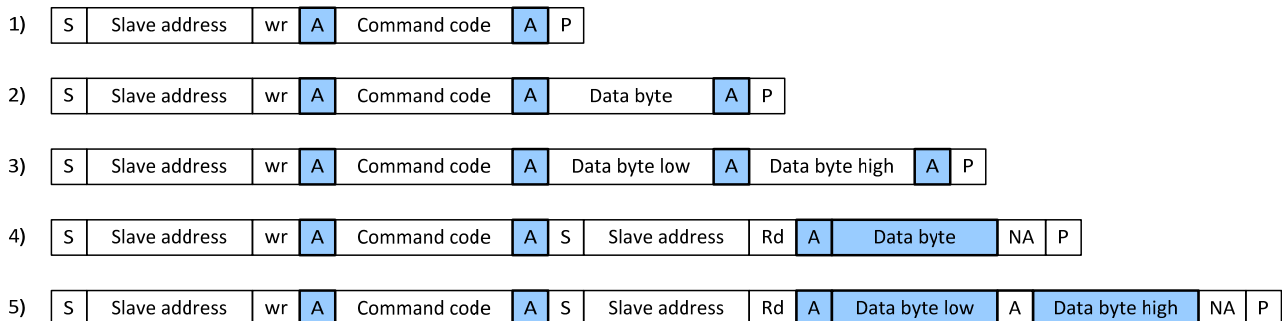 1) S Slave address wr A Command code A P
2) S Slave address wr A Command code A Data byte A P
3) S Slave address wr A Command code A Data byte low A Data byte high A P
4) S Slave address wr A Command code A S Slave address Rd A Data byte NA P
5) S Slave address wr A Command code A S Slave address Rd A Data byte low A Data byte high NA P